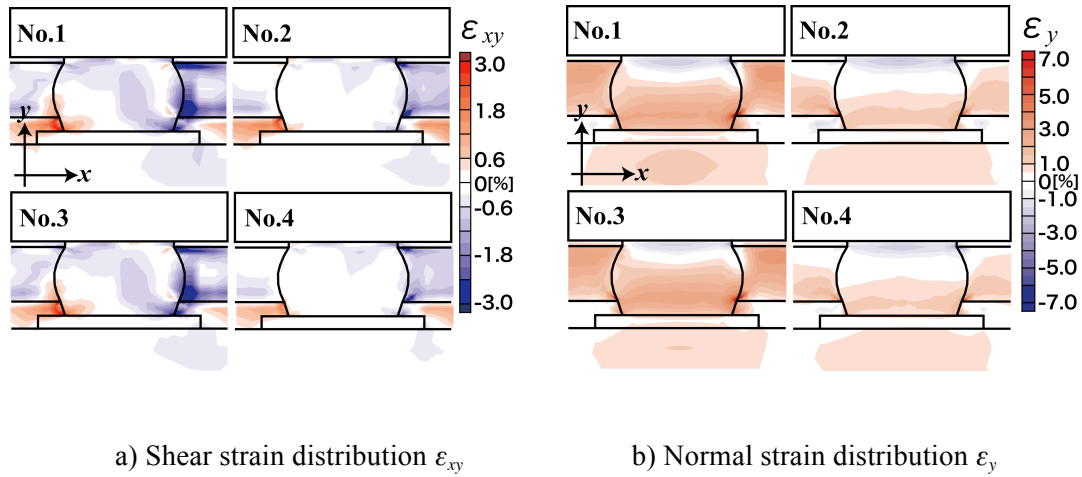 No.1
No.2
y
x
No.3
No.4
ε xy
3.0
1.8
0.6
0[%]
-0.6
-1.8
-3.0
a) Shear strain distribution εxy
No.1
No.2
y
x
No.3
No.4
ε y
7.0
5.0
3.0
1.0
0[%]
-1.0
-3.0
-5.0
-7.0
b) Normal strain distribution εy